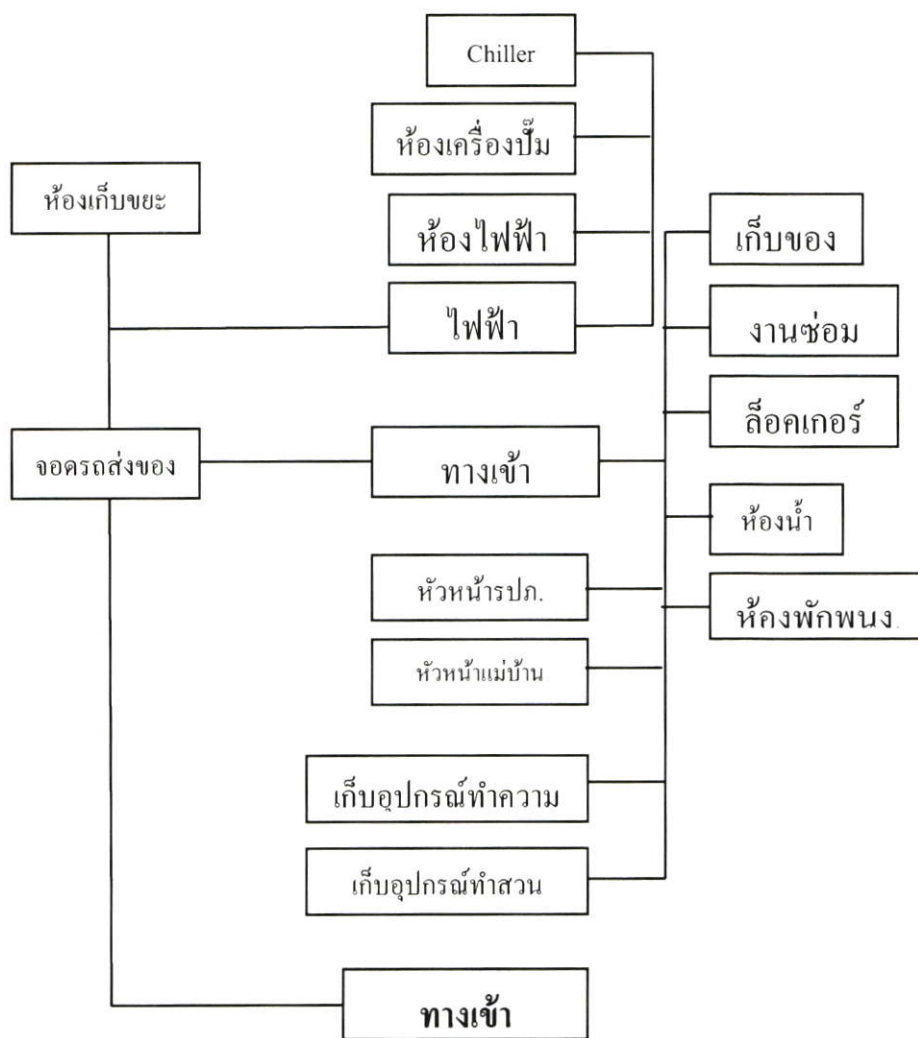 Chiller
ห้องเครื่องปั๊ม
ห้องเก็บขยะ
ห้องไฟฟ้า
เก็บของ
ไฟฟ้า
งานซ่อม
ล็อคเกอร์
จอดรถส่งของ
ทางเข้า
ห้องน้ำ
หัวหน้ารปภ.
ห้องพักพนง.
หัวหน้าแม่บ้าน
เก็บอุปกรณ์ทำความ
เก็บอุปกรณ์ทำสวน
ทางเข้า